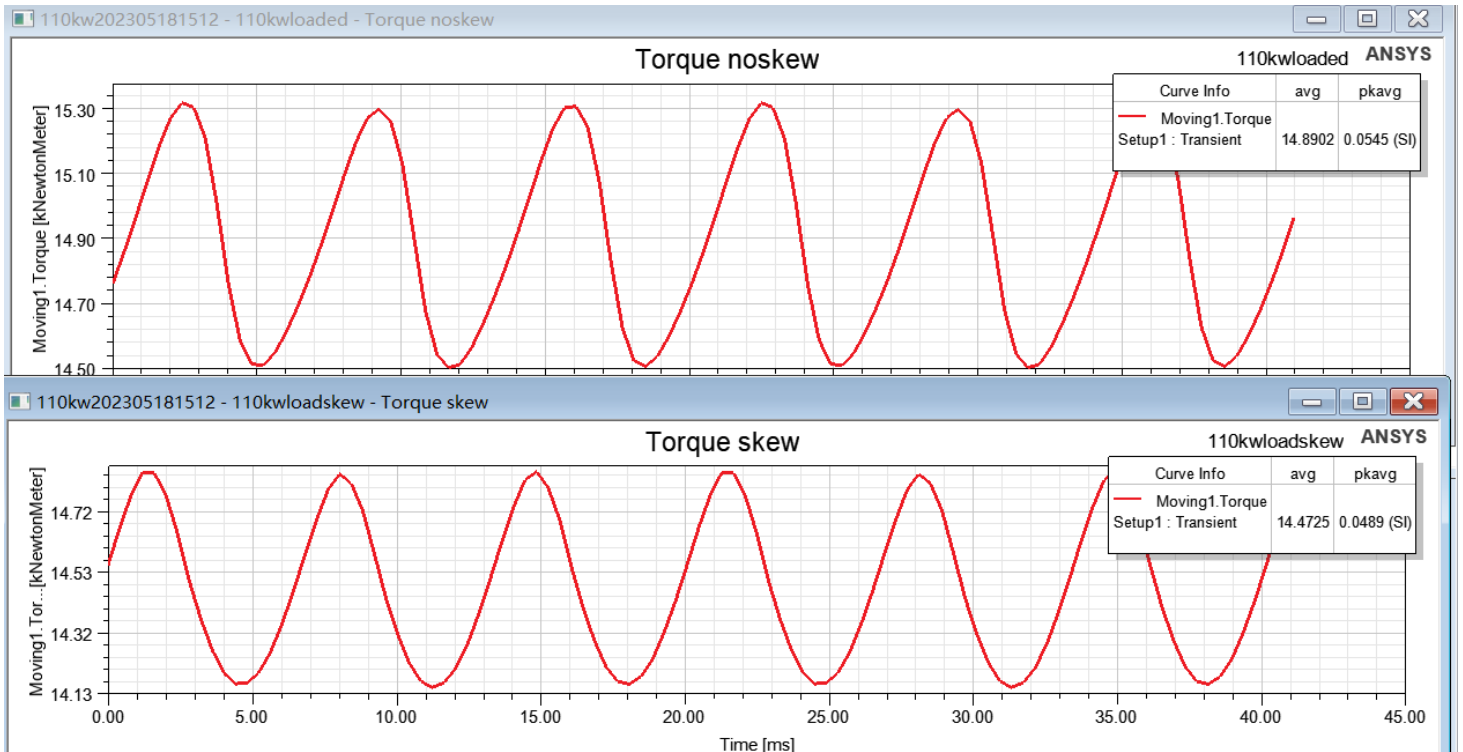 110kw202305181512 - 110kwloaded - Torque noskew
Torque noskew
110kwloaded ANSYS
Curve Info avg pkavg
Moving1.Torque
Setup1 : Transient 14.8902 0.0545 (SI)
Moving1.Torque [kNewtonMeter]
15.30
15.10
14.90
14.70
14.50
110kw202305181512 - 110kwloadskew - Torque skew
Torque skew
110kwloadskew ANSYS
Curve Info avg pkavg
Moving1.Torque
Setup1 : Transient 14.4725 0.0489 (SI)
Moving1.Tor...[kNewtonMeter]
14.72
14.53
14.32
14.13
0.00 5.00 10.00 15.00 20.00 25.00 30.00 35.00 40.00 45.00
Time [ms]